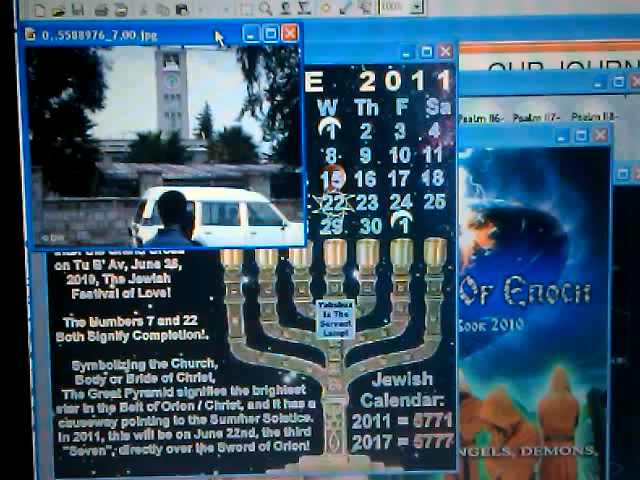 0..5588976_7.00.jpg
100%
E 2011
W Th F Sa
1 2 3 4
8 9 10 11
15 16 17 18
22 23 24 25
29 30 1
on Tu B' Av, June 26,
2010, The Jewish
Festival of Love!
The Numbers 7 and 22
Both Signify Completion!.
Symbolizing the Church,
Body or Bride of Christ,
The Great Pyramid signifies the brightest
star in the Belt of Orion / Christ, and it has a
causeway pointing to the Summer Solstice.
In 2011, this will be on June 22nd, the third
"Seven", directly over the Sword of Orion!
Is The
Servant
Lamp!
Jewish
Calendar:
2011 = 5771
2017 = 5777
OUR JOURN
Psalm 116- Psalm 117- Psalm 118-
Of Enoch
Book 2010
NGELS, DEMONS,